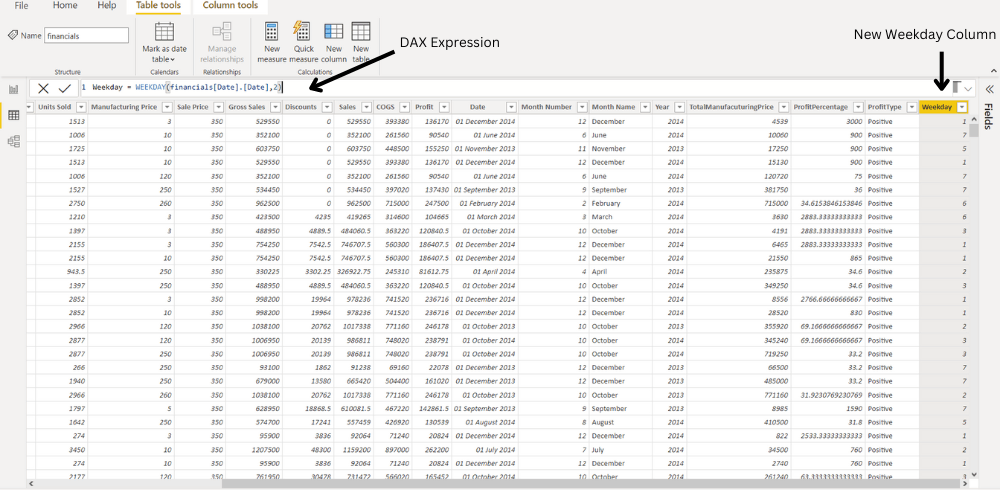 File Home Help Table tools Column tools
Name financials
Mark as date table
Manage relationships
New measure Quick measure New column New table
Structure Calendars Relationships Calculations
DAX Expression
New Weekday Column
1 Weekday = WEEKDAY(financials[Date].[Date],2)
Fields
Units Sold Manufacturing Price Sale Price Gross Sales Discounts Sales COGS Profit Date Month Number Month Name Year TotalManufacuturingPrice ProfitPercentage ProfitType Weekday
1513 3 350 529550 0 529550 393380 136170 01 December 2014 12 December 2014 4539 3000 Positive 1
1006 10 350 352100 0 352100 261560 90540 01 June 2014 6 June 2014 10060 900 Positive 7
1725 10 350 603750 0 603750 448500 155250 01 November 2013 11 November 2013 17250 900 Positive 5
1513 10 350 529550 0 529550 393380 136170 01 December 2014 12 December 2014 15130 900 Positive 1
1006 120 350 352100 0 352100 261560 90540 01 June 2014 6 June 2014 120720 75 Positive 7
1527 250 350 534450 0 534450 397020 137430 01 September 2013 9 September 2013 381750 36 Positive 7
2750 260 350 962500 0 962500 715000 247500 01 February 2014 2 February 2014 715000 34.6153846153846 Positive 6
1210 3 350 423500 4235 419265 314600 104665 01 March 2014 3 March 2014 3630 2883.33333333333 Positive 6
1397 3 350 488950 4889.5 484060.5 363220 120840.5 01 October 2014 10 October 2014 4191 2883.33333333333 Positive 3
2155 3 350 754250 7542.5 746707.5 560300 186407.5 01 December 2014 12 December 2014 6465 2883.33333333333 Positive 1
2155 10 350 754250 7542.5 746707.5 560300 186407.5 01 December 2014 12 December 2014 21550 865 Positive 1
943.5 250 350 330225 3302.25 326922.75 245310 81612.75 01 April 2014 4 April 2014 235875 34.6 Positive 2
1397 250 350 488950 4889.5 484060.5 363220 120840.5 01 October 2014 10 October 2014 349250 34.6 Positive 3
2852 3 350 998200 19964 978236 741520 236716 01 December 2014 12 December 2014 8556 2766.66666666667 Positive 1
2852 10 350 998200 19964 978236 741520 236716 01 December 2014 12 December 2014 28520 830 Positive 1
2966 120 350 1038100 20762 1017338 771160 246178 01 October 2013 10 October 2013 355920 69.1666666666667 Positive 2
2877 120 350 1006950 20139 986811 748020 238791 01 October 2014 10 October 2014 345240 69.1666666666667 Positive 3
2877 250 350 1006950 20139 986811 748020 238791 01 October 2014 10 October 2014 719250 33.2 Positive 3
266 250 350 93100 1862 91238 69160 22078 01 December 2013 12 December 2013 66500 33.2 Positive 7
1940 250 350 679000 13580 665420 504400 161020 01 December 2013 12 December 2013 485000 33.2 Positive 7
2966 260 350 1038100 20762 1017338 771160 246178 01 October 2013 10 October 2013 771160 31.9230769230769 Positive 2
1797 5 350 628950 18868.5 610081.5 467220 142861.5 01 September 2013 9 September 2013 8985 1590 Positive 7
1642 250 350 574700 17241 557459 426920 130539 01 August 2014 8 August 2014 410500 31.8 Positive 5
274 3 350 95900 3836 92064 71240 20824 01 December 2014 12 December 2014 822 2533.33333333333 Positive 1
3450 10 350 1207500 48300 1159200 897000 262200 01 July 2014 7 July 2014 34500 760 Positive 2
274 10 350 95900 3836 92064 71240 20824 01 December 2014 12 December 2014 2740 760 Positive 1
2177 120 350 761950 30478 731472 566020 165452 01 October 2014 10 October 2014 261240 63.3333333333333 Positive 3